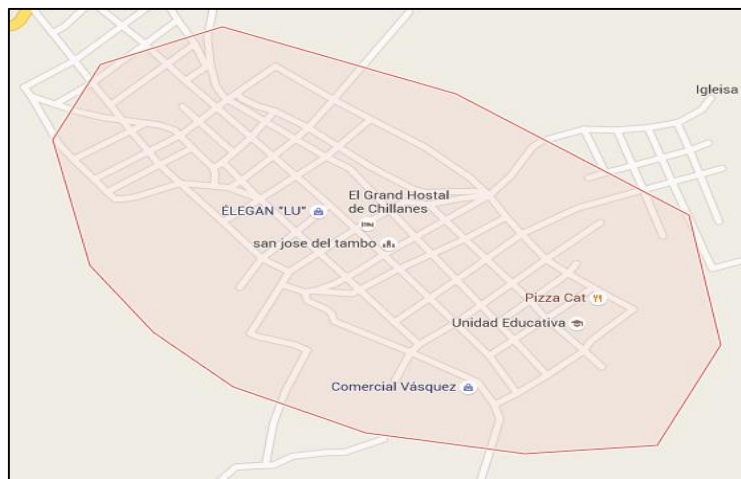 Igleisa
El Grand Hostal
de Chillanes
ÉLEGAN "LU"
san jose del tambo
Pizza Cat
Unidad Educativa
Comercial Vásquez